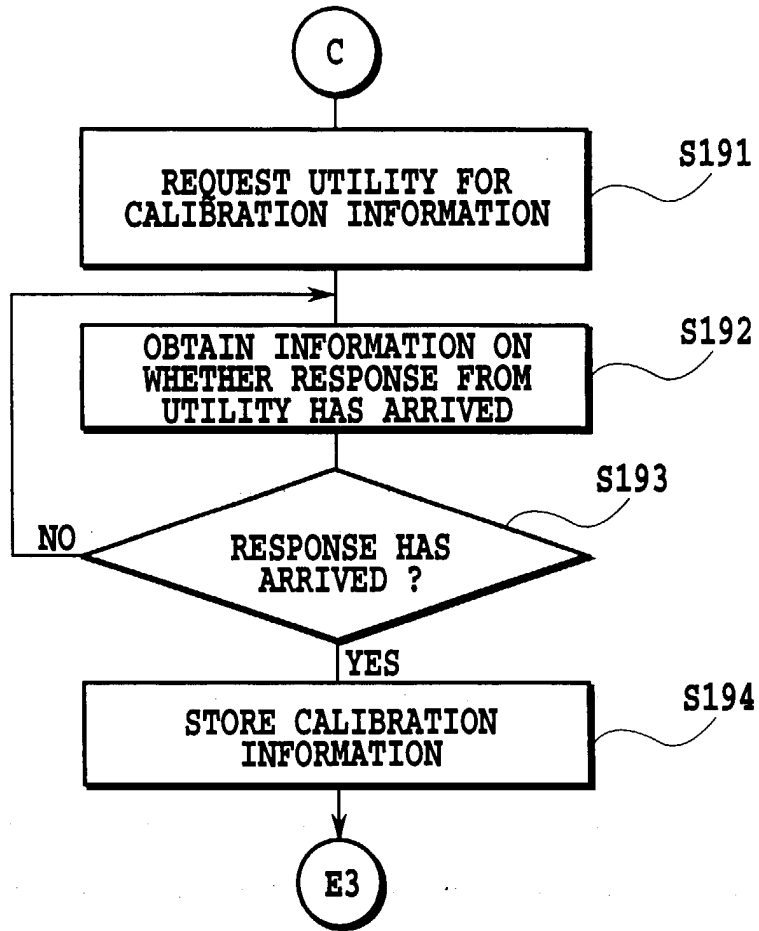 C
REQUEST UTILITY FOR
CALIBRATION INFORMATION
S191
OBTAIN INFORMATION ON
WHETHER RESPONSE FROM
UTILITY HAS ARRIVED
S192
RESPONSE HAS
ARRIVED ?
S193
NO
YES
STORE CALIBRATION
INFORMATION
S194
E3